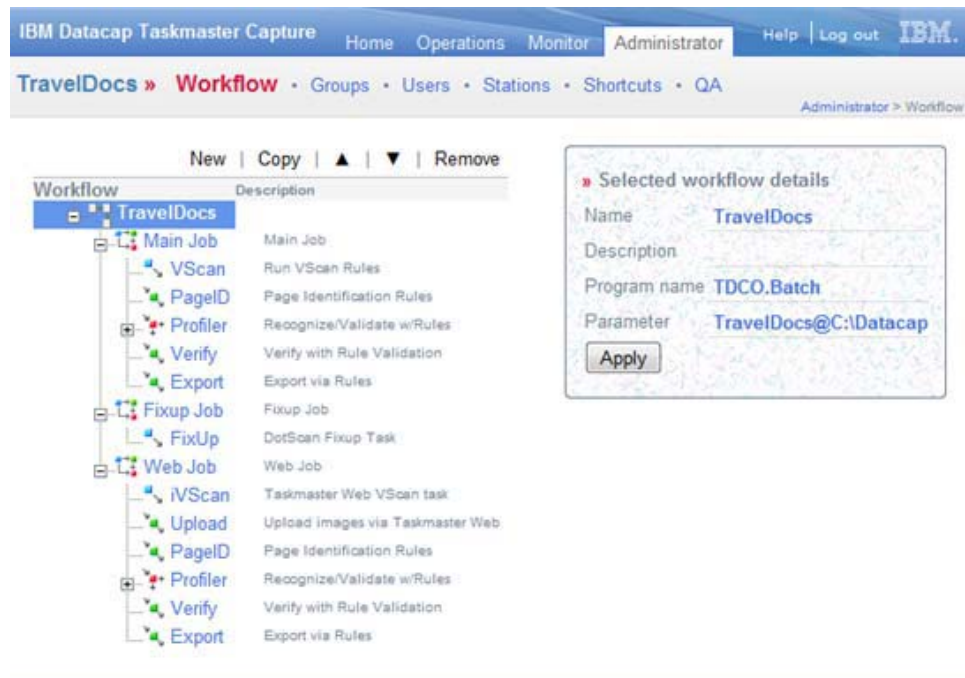 IBM Datacap Taskmaster Capture Home Operations Monitor Administrator Help | Log out IBM.
TravelDocs » Workflow · Groups · Users · Stations · Shortcuts · QA
Administrator > Workflow
New | Copy | ▲ | ▼ | Remove
Workflow Description
TravelDocs
Main Job Main Job
VScan Run VScan Rules
PageID Page Identification Rules
Profiler Recognize/Validate w/Rules
Verify Verify with Rule Validation
Export Export via Rules
Fixup Job Fixup Job
FixUp DotScan Fixup Task
Web Job Web Job
iVScan Taskmaster Web VScan task
Upload Upload images via Taskmaster Web
PageID Page Identification Rules
Profiler Recognize/Validate w/Rules
Verify Verify with Rule Validation
Export Export via Rules
» Selected workflow details
Name TravelDocs
Description
Program name TDCO.Batch
Parameter TravelDocs@C:\Datacap
Apply